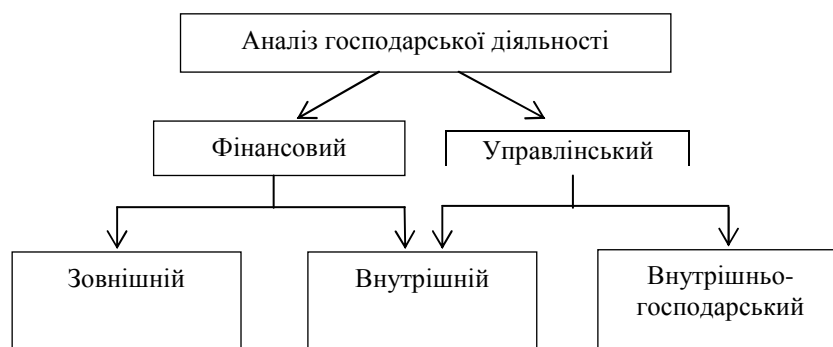 Аналіз господарської діяльності
Фінансовий
Управлінський
Зовнішній
Внутрішній
Внутрішньо-
господарський